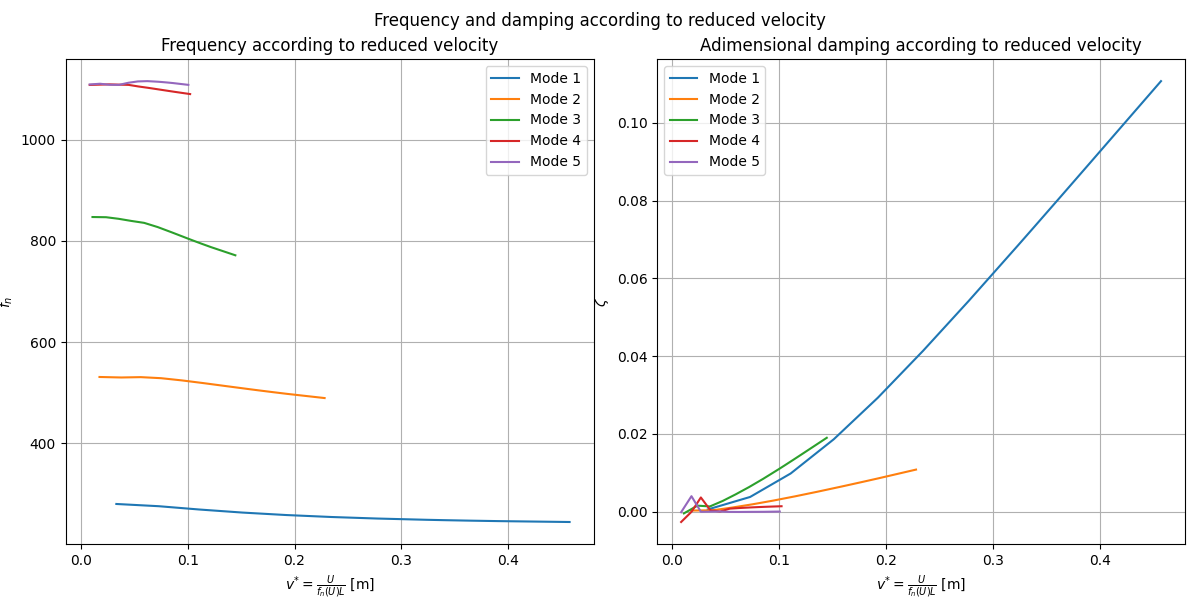 Frequency and damping according to reduced velocity
Frequency according to reduced velocity
fₙ
1000
800
600
400
0.0 0.1 0.2 0.3 0.4
v* = U/fₙ(U)L [m]
Mode 1
Mode 2
Mode 3
Mode 4
Mode 5
Adimensional damping according to reduced velocity
ζ
0.10
0.08
0.06
0.04
0.02
0.00
0.0 0.1 0.2 0.3 0.4
v* = U/fₙ(U)L [m]
Mode 1
Mode 2
Mode 3
Mode 4
Mode 5